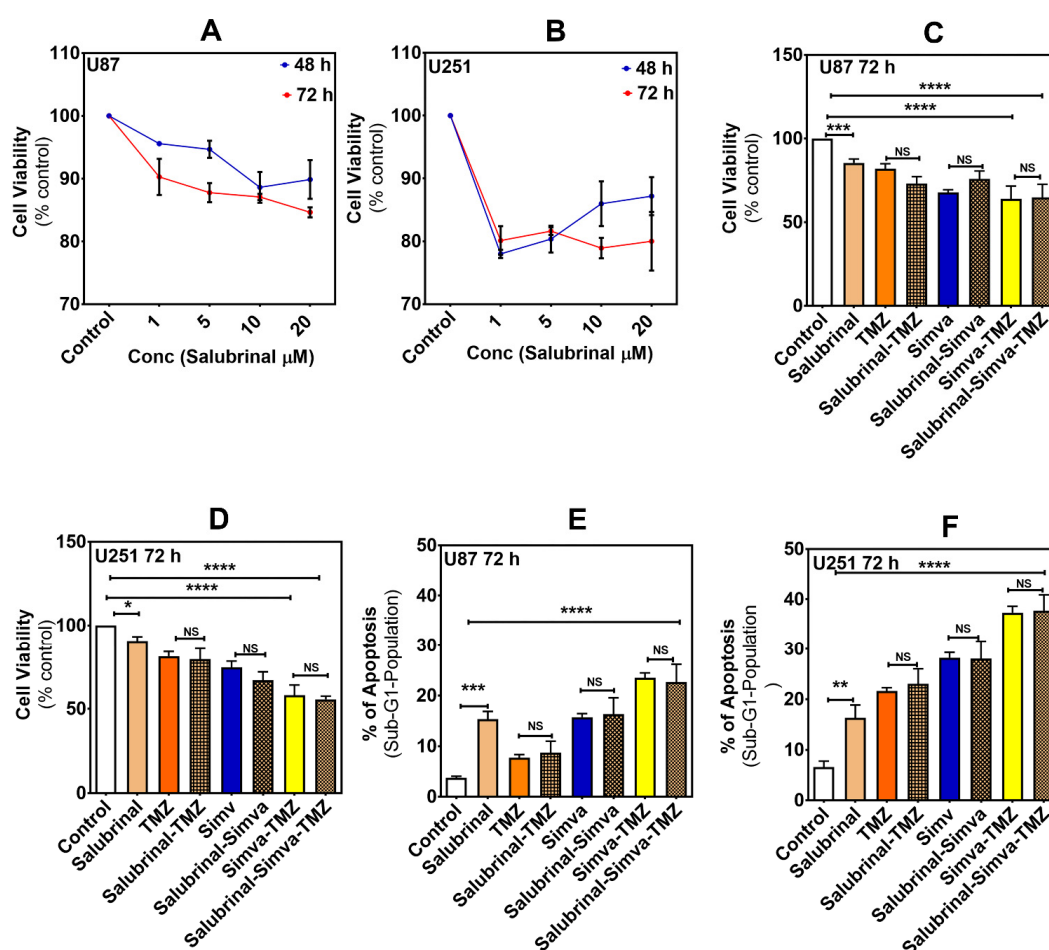 A
U87
48 h
72 h
110
100
90
80
70
Cell Viability
(% control)
Control
1
5
10
20
Conc (Salubrinal µM)
B
U251
48 h
72 h
110
100
90
80
70
Cell Viability
(% control)
Control
1
5
10
20
Conc (Salubrinal µM)
C
U87 72 h
150
100
50
0
Cell Viability
(% control)
****
****
***
NS
NS
NS
Control
Salubrinal
TMZ
Salubrinal-TMZ
Simva
Salubrinal-Simva
Simva-TMZ
Salubrinal-Simva-TMZ
D
U251 72 h
150
100
50
0
Cell Viability
(% control)
****
****
*
NS
NS
NS
Control
Salubrinal
TMZ
Salubrinal-TMZ
Simv
Salubrinal-Simva
Simva-TMZ
Salubrinal-Simva-TMZ
E
U87 72 h
50
40
30
20
10
0
% of Apoptosis
(Sub-G1-Population)
****
***
NS
NS
NS
Control
Salubrinal
TMZ
Salubrinal-TMZ
Simva
Salubrinal-Simva
Simva-TMZ
Salubrinal-Simva-TMZ
F
U251 72 h
50
40
30
20
10
0
% of Apoptosis
(Sub-G1-Population
)
****
**
NS
NS
NS
Control
Salubrinal
TMZ
Salubrinal-TMZ
Simv
Salubrinal-Simva
Simva-TMZ
Salubrinal-Simva-TMZ